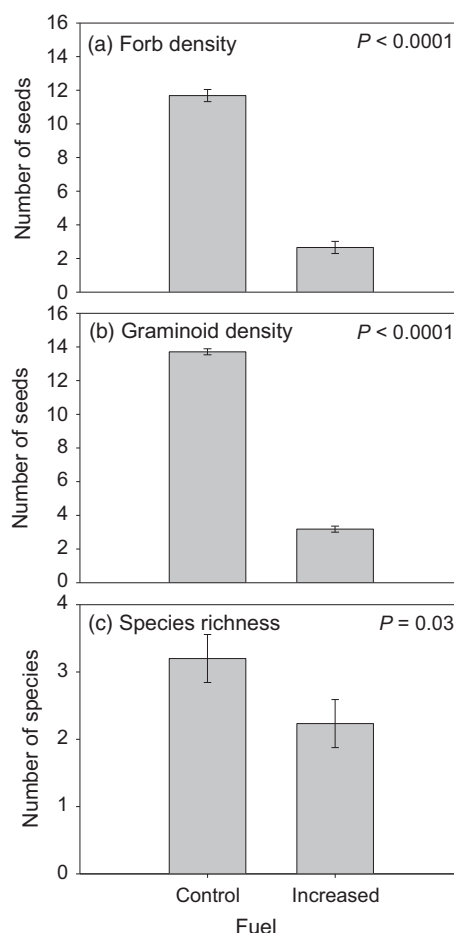 16
(a) Forb density
P < 0.0001
14
12
10
8
6
4
2
0
Number of seeds
16
(b) Graminoid density
P < 0.0001
14
12
10
8
6
4
2
0
Number of seeds
4
(c) Species richness
P = 0.03
3
2
1
0
Number of species
Control
Increased
Fuel